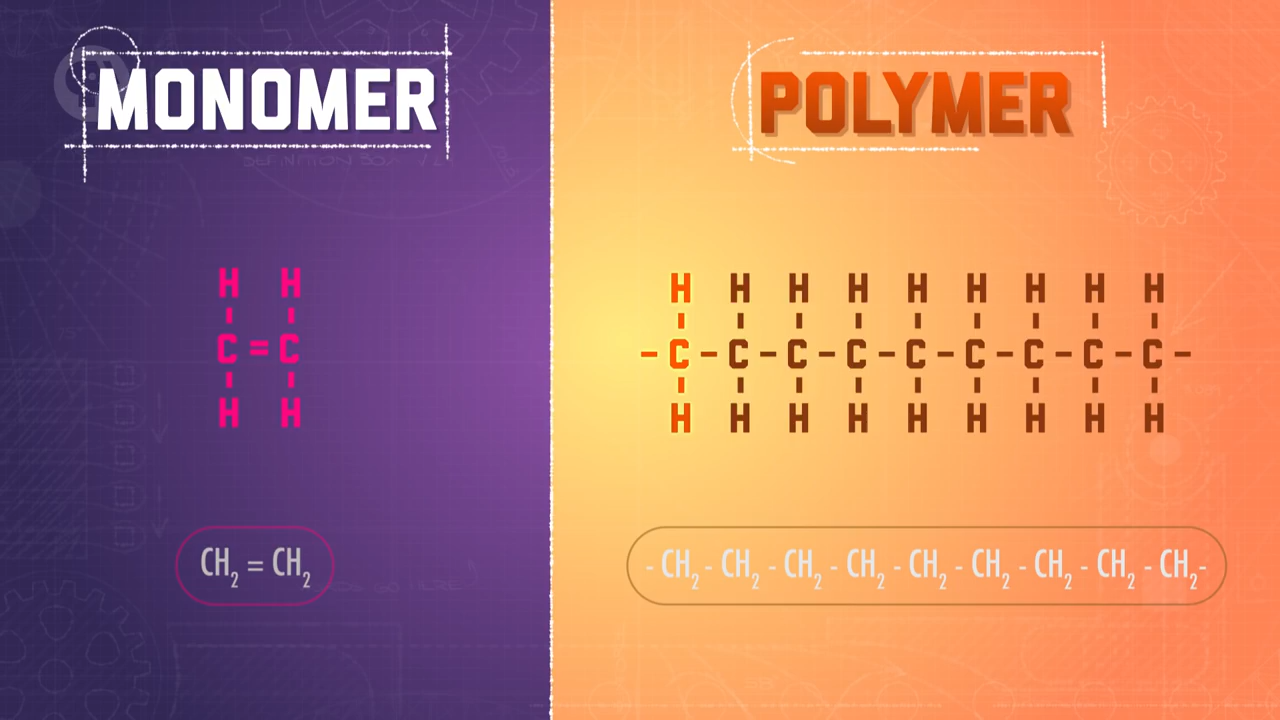 MONOMER
H H
C = C
H H
CH₂ = CH₂
POLYMER
H H H H H H H H H
- C - C - C - C - C - C - C - C - C -
H H H H H H H H H
- CH₂ - CH₂ - CH₂ - CH₂ - CH₂ - CH₂ - CH₂ - CH₂ - CH₂ -